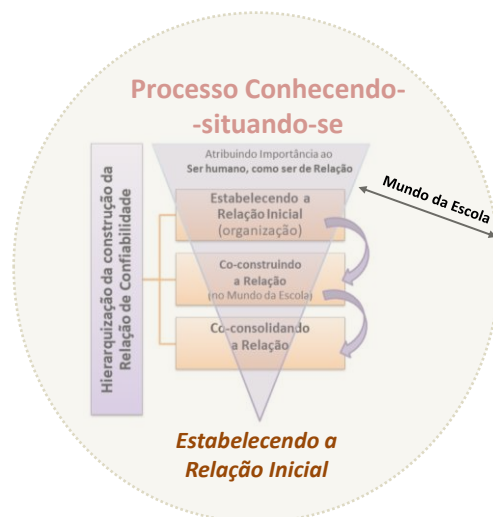 Processo Conhecendo-
-situando-se
Atribuindo Importância ao
Ser humano, como ser de Relação
Mundo da Escola
Hierarquização da construção da
Relação de Confiabilidade
Estabelecendo a
Relação Inicial
(organização)
Co-construindo
a Relação
(no Mundo da Escola)
Co-consolidando
a Relação
Estabelecendo a
Relação Inicial